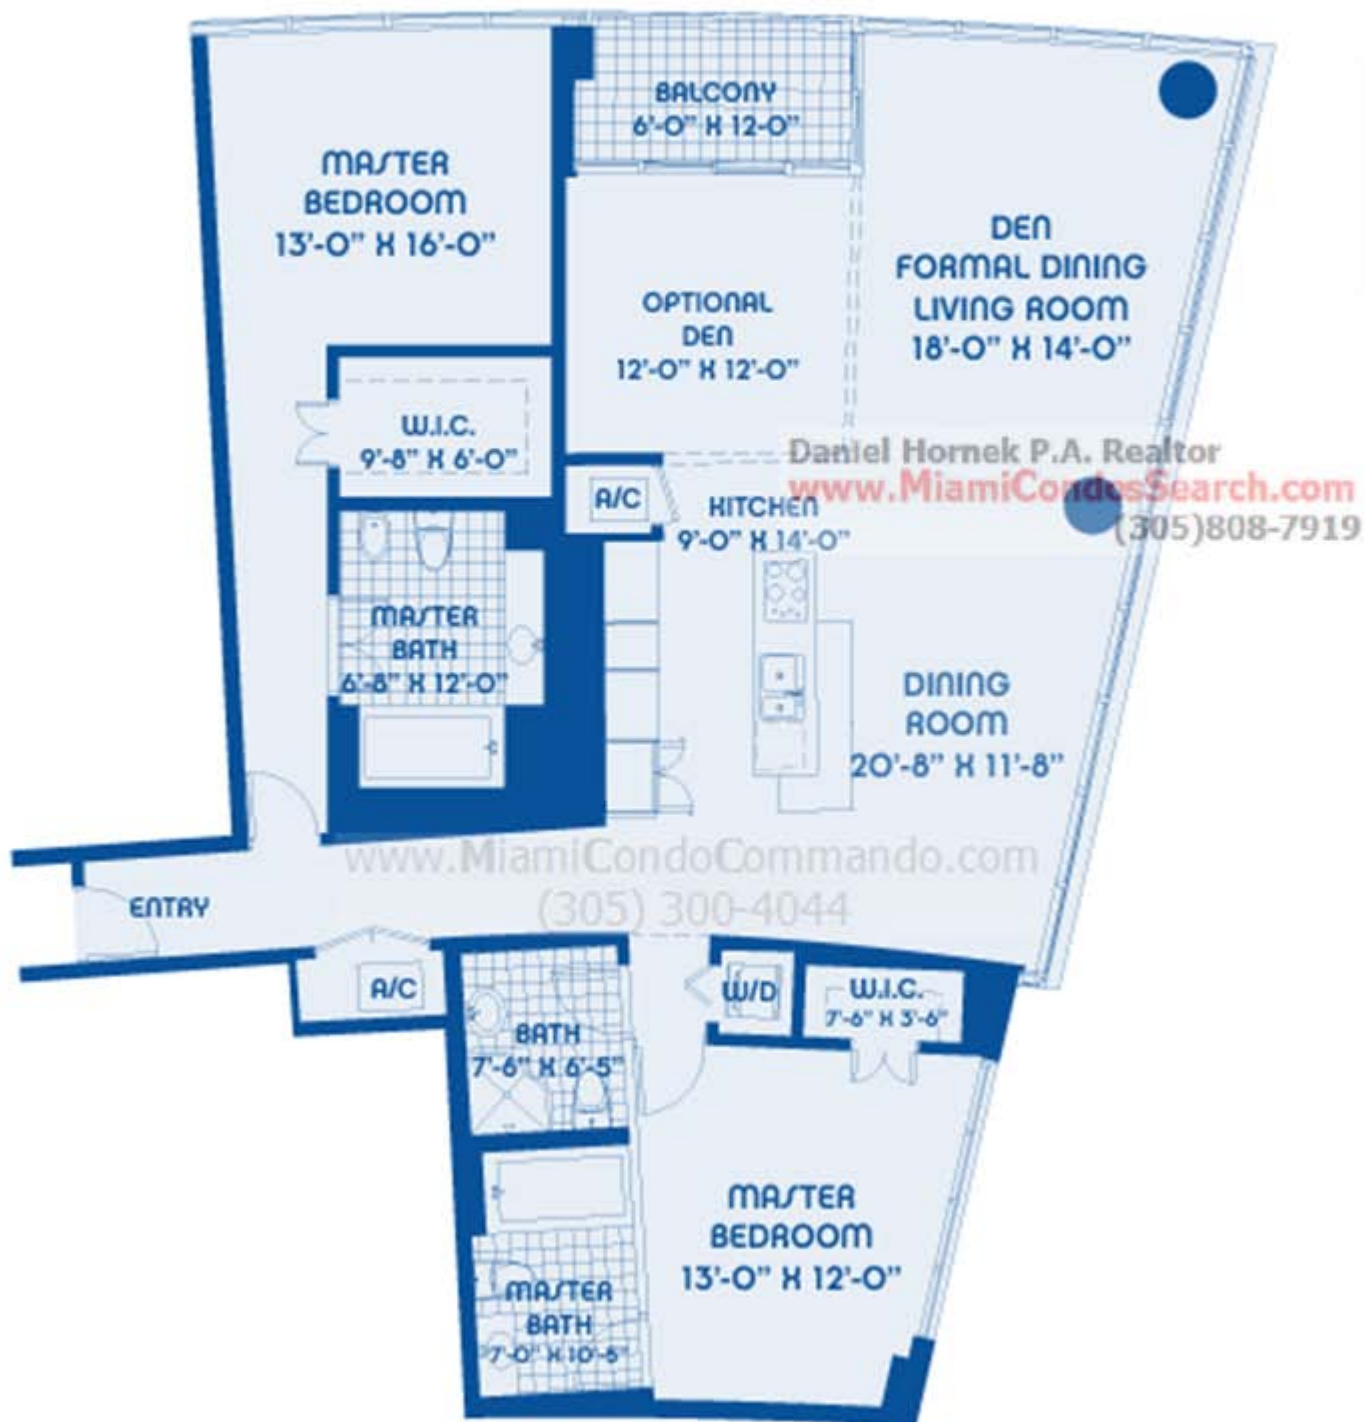 BALCONY
6'-0" X 12-0"
MASTER
BEDROOM
13'-0" X 16'-0"
DEN
FORMAL DINING
LIVING ROOM
18'-0" X 14'-0"
OPTIONAL
DEN
12'-0" X 12'-0"
W.I.C.
9'-8" X 6'-0"
Daniel Hornek P.A. Realtor
www.MiamiCondosSearch.com
(305)808-7919
A/C
KITCHEN
9'-0" X 14'-0"
MASTER
BATH
6'-8" X 12'-0"
DINING
ROOM
20'-8" X 11'-8"
www.MiamiCondoCommando.com
(305) 300-4044
ENTRY
A/C
W/D
W.I.C.
7'-6" X 3'-6"
BATH
7'-6" X 6'-5"
MASTER
BEDROOM
13'-0" X 12'-0"
MASTER
BATH
7'-0" X 10'-5"